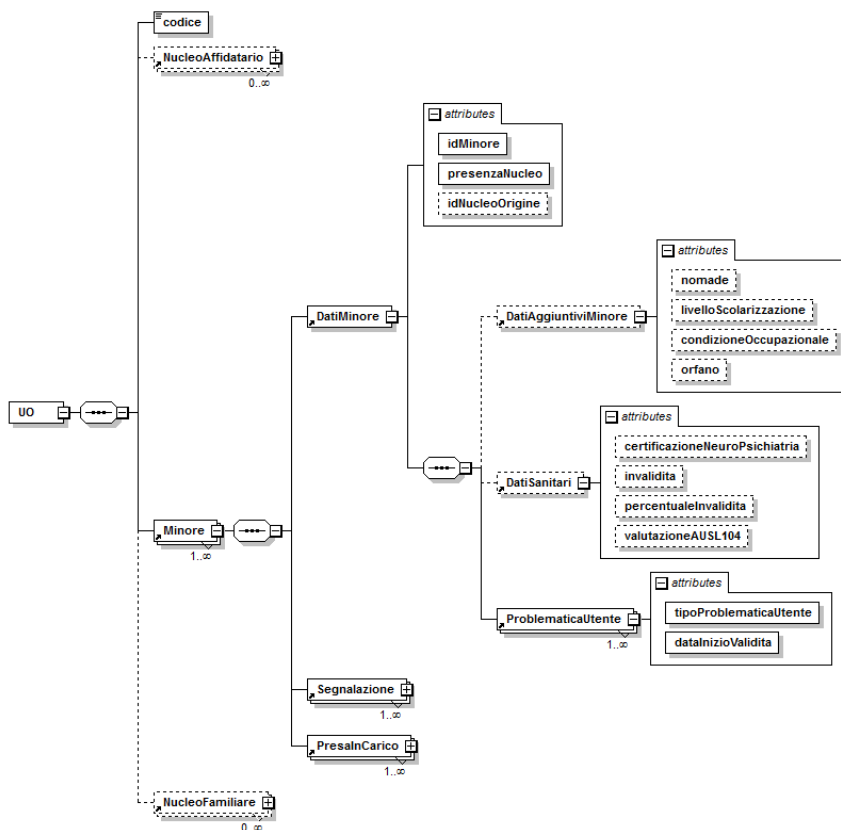 codice
NucleoAffidatario
0..∞
attributes
idMinore
presenzaNucleo
idNucleoOrigine
attributes
nomade
livelloScolarizzazione
condizioneOccupazionale
orfano
DatiMinore
DatiAggiuntiviMinore
UO
attributes
certificazioneNeuroPsichiatria
invalidita
percentualeInvalidita
valutazioneAUSL104
DatiSanitari
Minore
1..∞
attributes
tipoProblematicaUtente
dataInizioValidita
ProblematicaUtente
1..∞
Segnalazione
1..∞
PresaInCarico
1..∞
NucleoFamiliare
0..∞